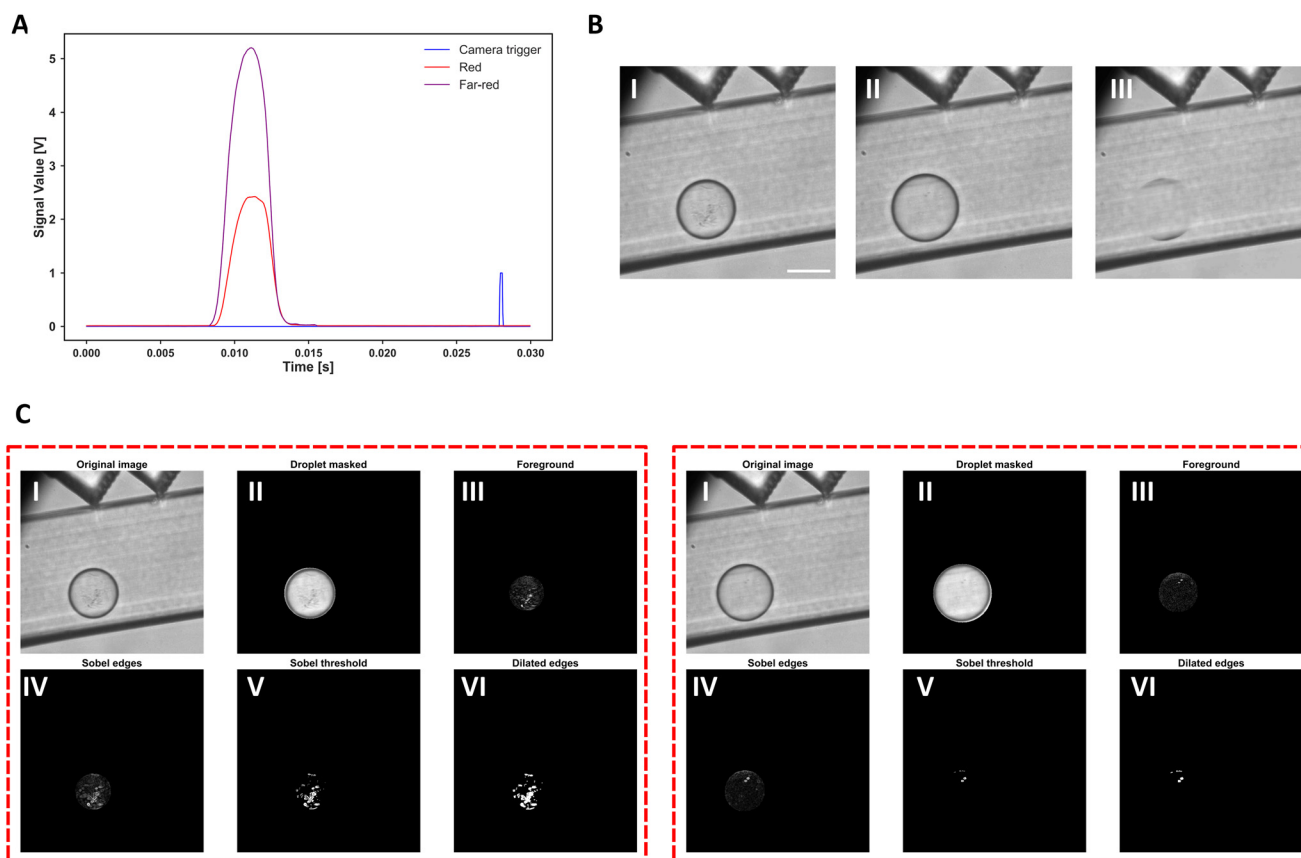 A
Camera trigger
Red
Far-red
5
4
3
2
1
0
Signal Value [V]
0.000 0.005 0.010 0.015 0.020 0.025 0.030
Time [s]
B
I II III
C
Original image Droplet masked Foreground
I II III
Sobel edges Sobel threshold Dilated edges
IV V VI
Original image Droplet masked Foreground
I II III
Sobel edges Sobel threshold Dilated edges
IV V VI